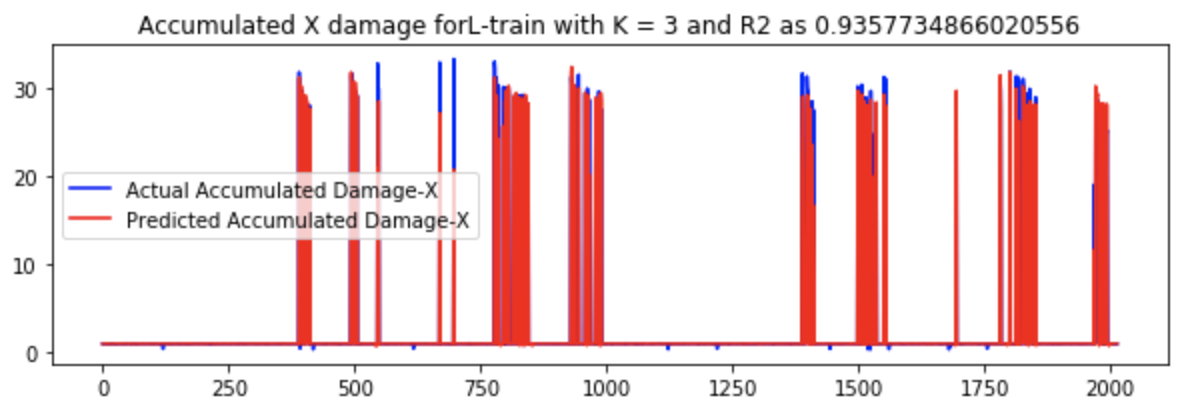 Accumulated X damage forL-train with K = 3 and R2 as 0.9357734866020556
30
20
10
0
Actual Accumulated Damage-X
Predicted Accumulated Damage-X
0 250 500 750 1000 1250 1500 1750 2000